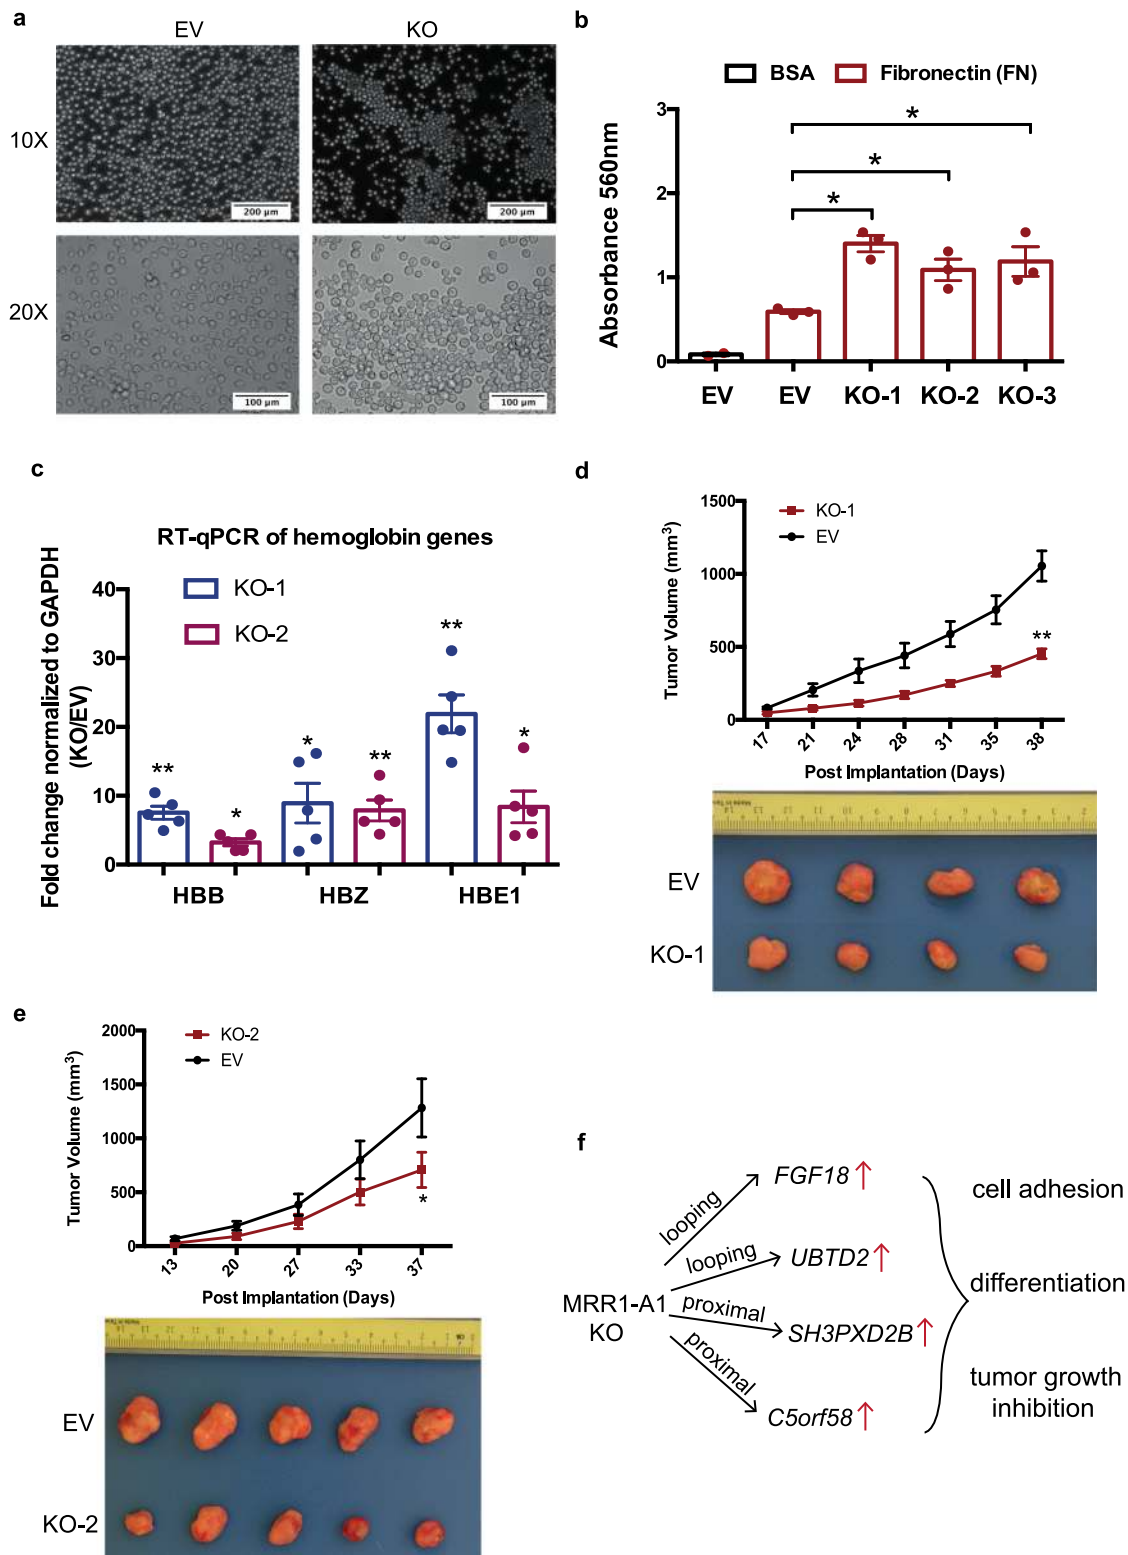 a
EV
KO
10X
200 µm
200 µm
20X
100 µm
100 µm
b
BSA
Fibronectin (FN)
Absorbance 560nm
3
2
1
0
*
*
*
EV
EV
KO-1
KO-2
KO-3
c
RT-qPCR of hemoglobin genes
Fold change normalized to GAPDH
(KO/EV)
KO-1
KO-2
40
30
20
10
0
**
*
*
**
**
*
HBB
HBZ
HBE1
d
KO-1
EV
Tumor Volume (mm³)
1500
1000
500
0
**
17
21
24
28
31
35
38
Post Implantation (Days)
EV
KO-1
e
KO-2
EV
Tumor Volume (mm³)
2000
1500
1000
500
0
*
13
20
27
33
37
Post Implantation (Days)
EV
KO-2
f
MRR1-A1
KO
looping
looping
proximal
proximal
FGF18 ↑
UBTD2 ↑
SH3PXD2B ↑
C5orf58 ↑
cell adhesion
differentiation
tumor growth
inhibition